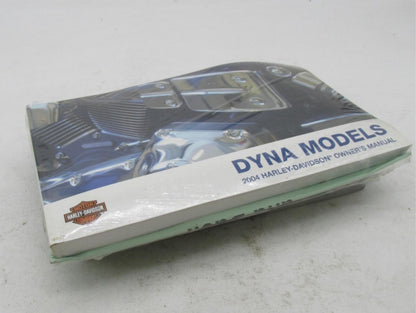 DYNA MODELS
2004 HARLEY-DAVIDSON® OWNER'S MANUAL
HARLEY-DAVIDSON